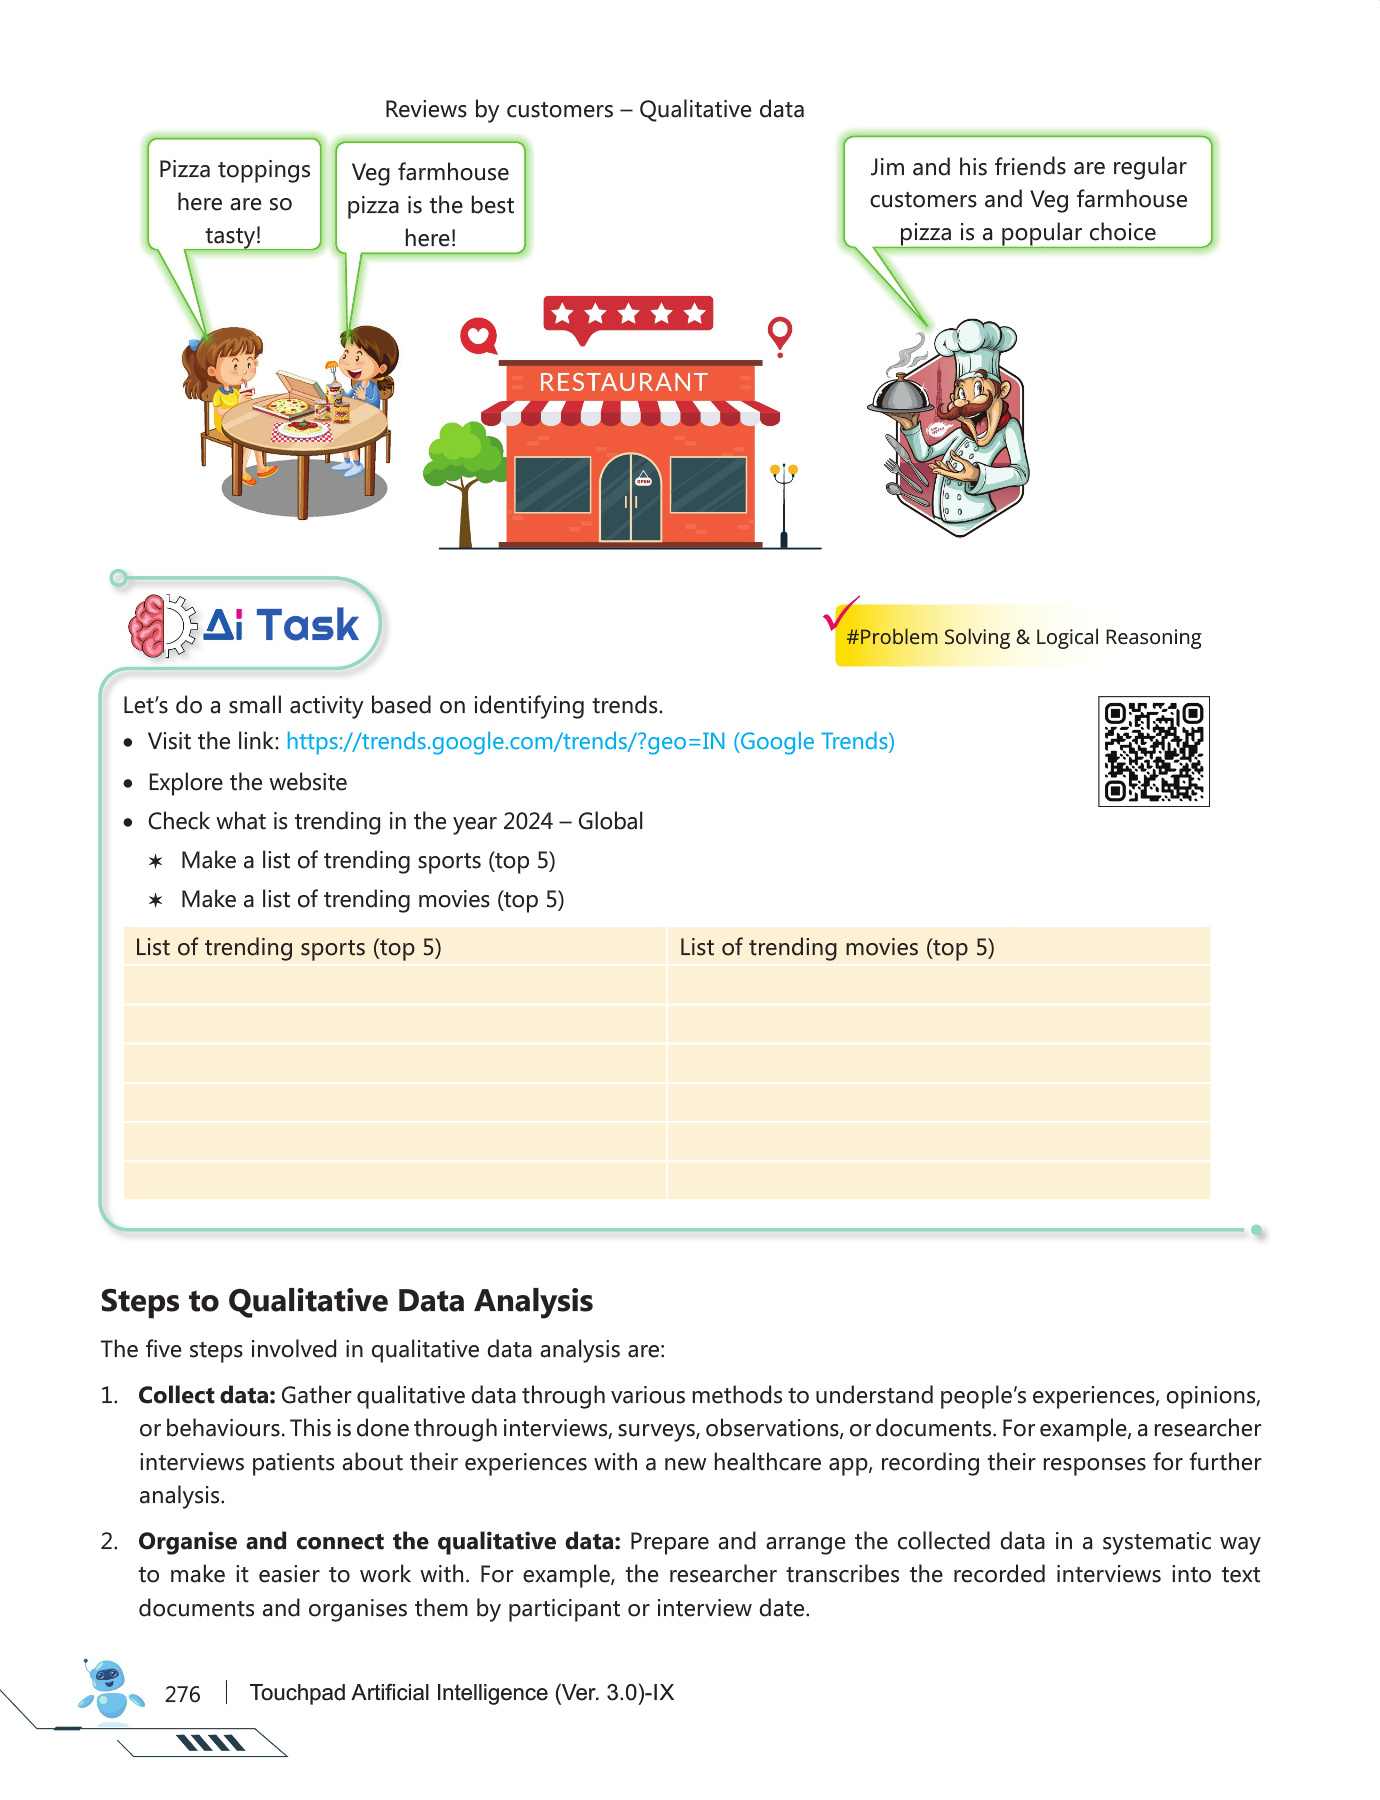 Reviews by customers – Qualitative data
Pizza toppings
here are so
tasty!
Veg farmhouse
pizza is the best
here!
Jim and his friends are regular
customers and Veg farmhouse
pizza is a popular choice
RESTAURANT
OPEN
Ai Task
#Problem Solving & Logical Reasoning
Let's do a small activity based on identifying trends.
• Visit the link: https://trends.google.com/trends/?geo=IN (Google Trends)
• Explore the website
• Check what is trending in the year 2024 – Global
✶ Make a list of trending sports (top 5)
✶ Make a list of trending movies (top 5)
List of trending sports (top 5) List of trending movies (top 5)
Steps to Qualitative Data Analysis
The five steps involved in qualitative data analysis are:
1. Collect data: Gather qualitative data through various methods to understand people's experiences, opinions,
or behaviours. This is done through interviews, surveys, observations, or documents. For example, a researcher
interviews patients about their experiences with a new healthcare app, recording their responses for further
analysis.
2. Organise and connect the qualitative data: Prepare and arrange the collected data in a systematic way
to make it easier to work with. For example, the researcher transcribes the recorded interviews into text
documents and organises them by participant or interview date.
276 | Touchpad Artificial Intelligence (Ver. 3.0)-IX